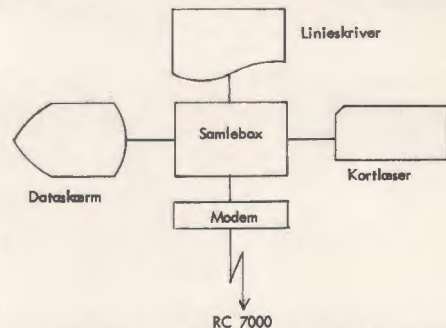 Linieskriver
Samlebox
Dataskærm
Kortlæser
Modem
RC 7000